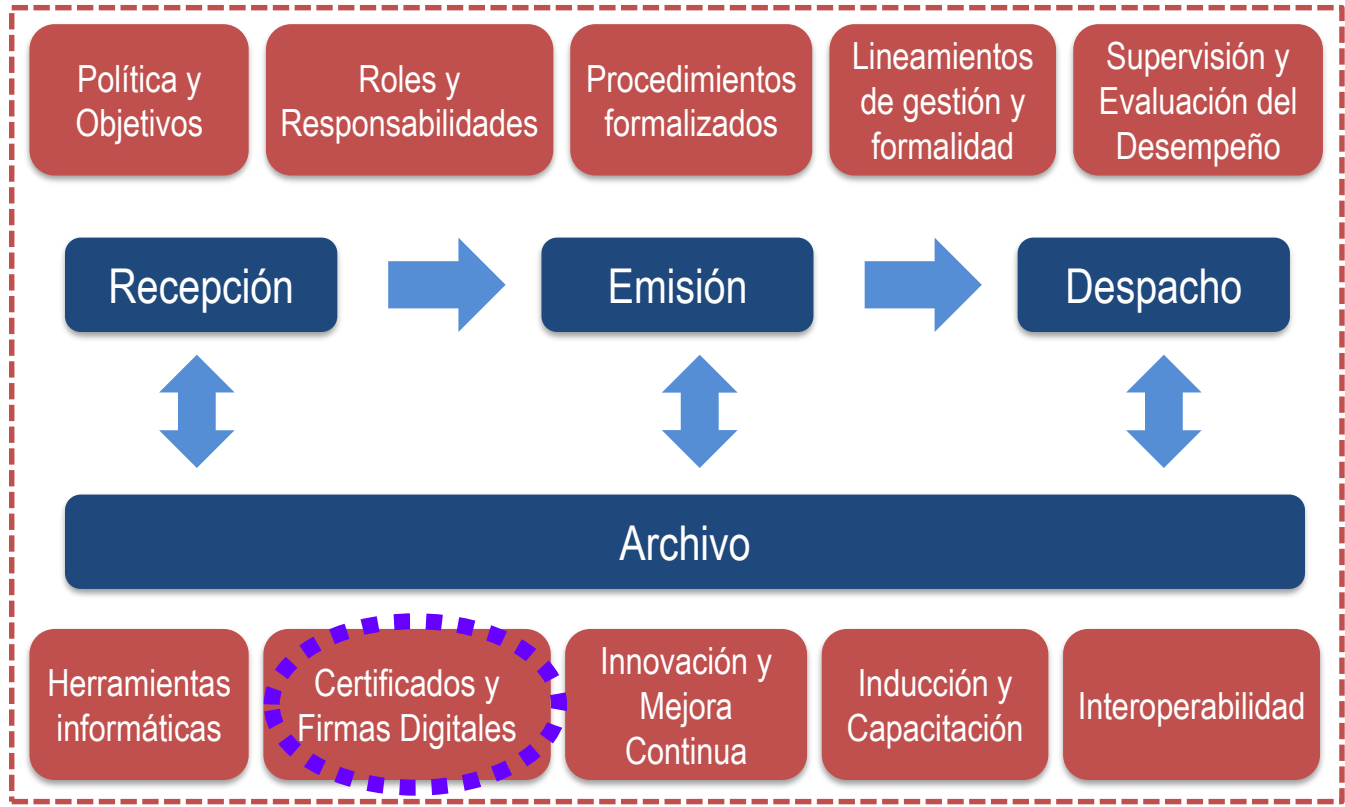 Política y
Objetivos
Roles y
Responsabilidades
Procedimientos
formalizados
Lineamientos
de gestión y
formalidad
Supervisión y
Evaluación del
Desempeño
Recepción
Emisión
Despacho
Archivo
Herramientas
informáticas
Certificados y
Firmas Digitales
Innovación y
Mejora
Continua
Inducción y
Capacitación
Interoperabilidad